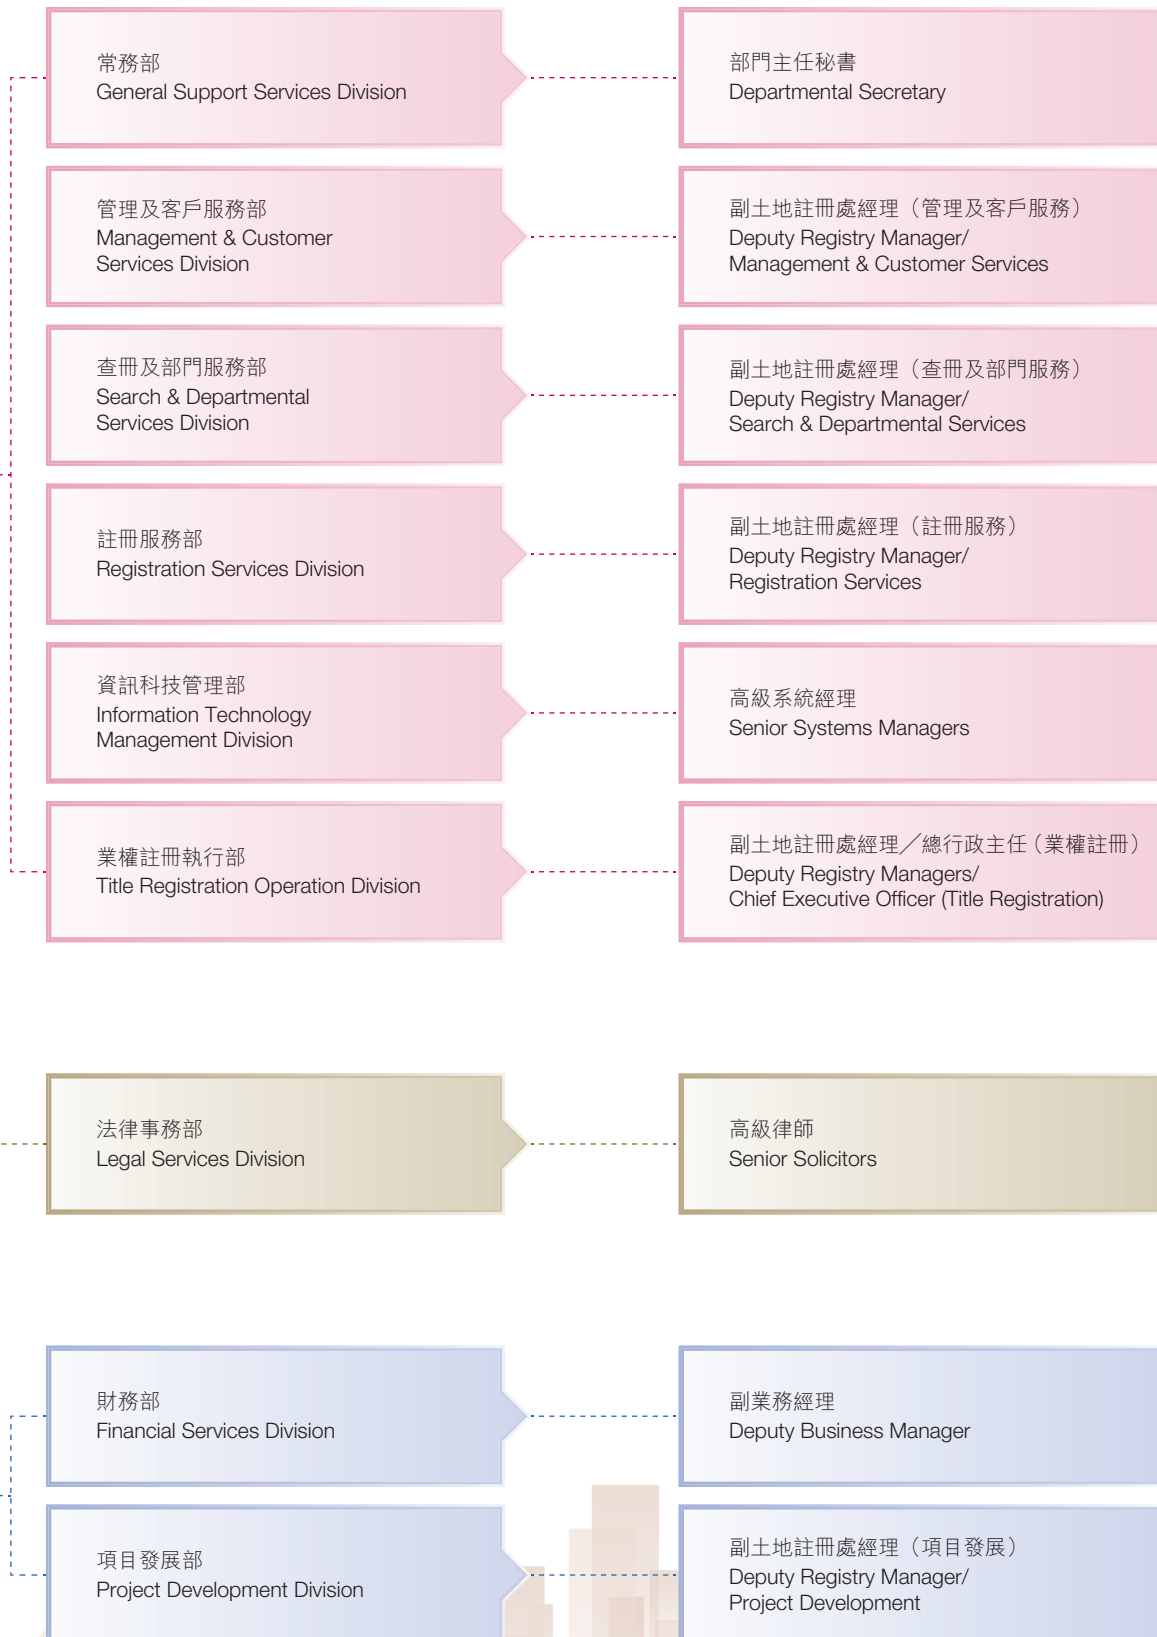 常務部
General Support Services Division
部門主任秘書
Departmental Secretary
管理及客戶服務部
Management & Customer
Services Division
副土地註冊處經理（管理及客戶服務）
Deputy Registry Manager/
Management & Customer Services
查冊及部門服務部
Search & Departmental
Services Division
副土地註冊處經理（查冊及部門服務）
Deputy Registry Manager/
Search & Departmental Services
註冊服務部
Registration Services Division
副土地註冊處經理（註冊服務）
Deputy Registry Manager/
Registration Services
資訊科技管理部
Information Technology
Management Division
高級系統經理
Senior Systems Managers
業權註冊執行部
Title Registration Operation Division
副土地註冊處經理／總行政主任（業權註冊）
Deputy Registry Managers/
Chief Executive Officer (Title Registration)
法律事務部
Legal Services Division
高級律師
Senior Solicitors
財務部
Financial Services Division
副業務經理
Deputy Business Manager
項目發展部
Project Development Division
副土地註冊處經理（項目發展）
Deputy Registry Manager/
Project Development